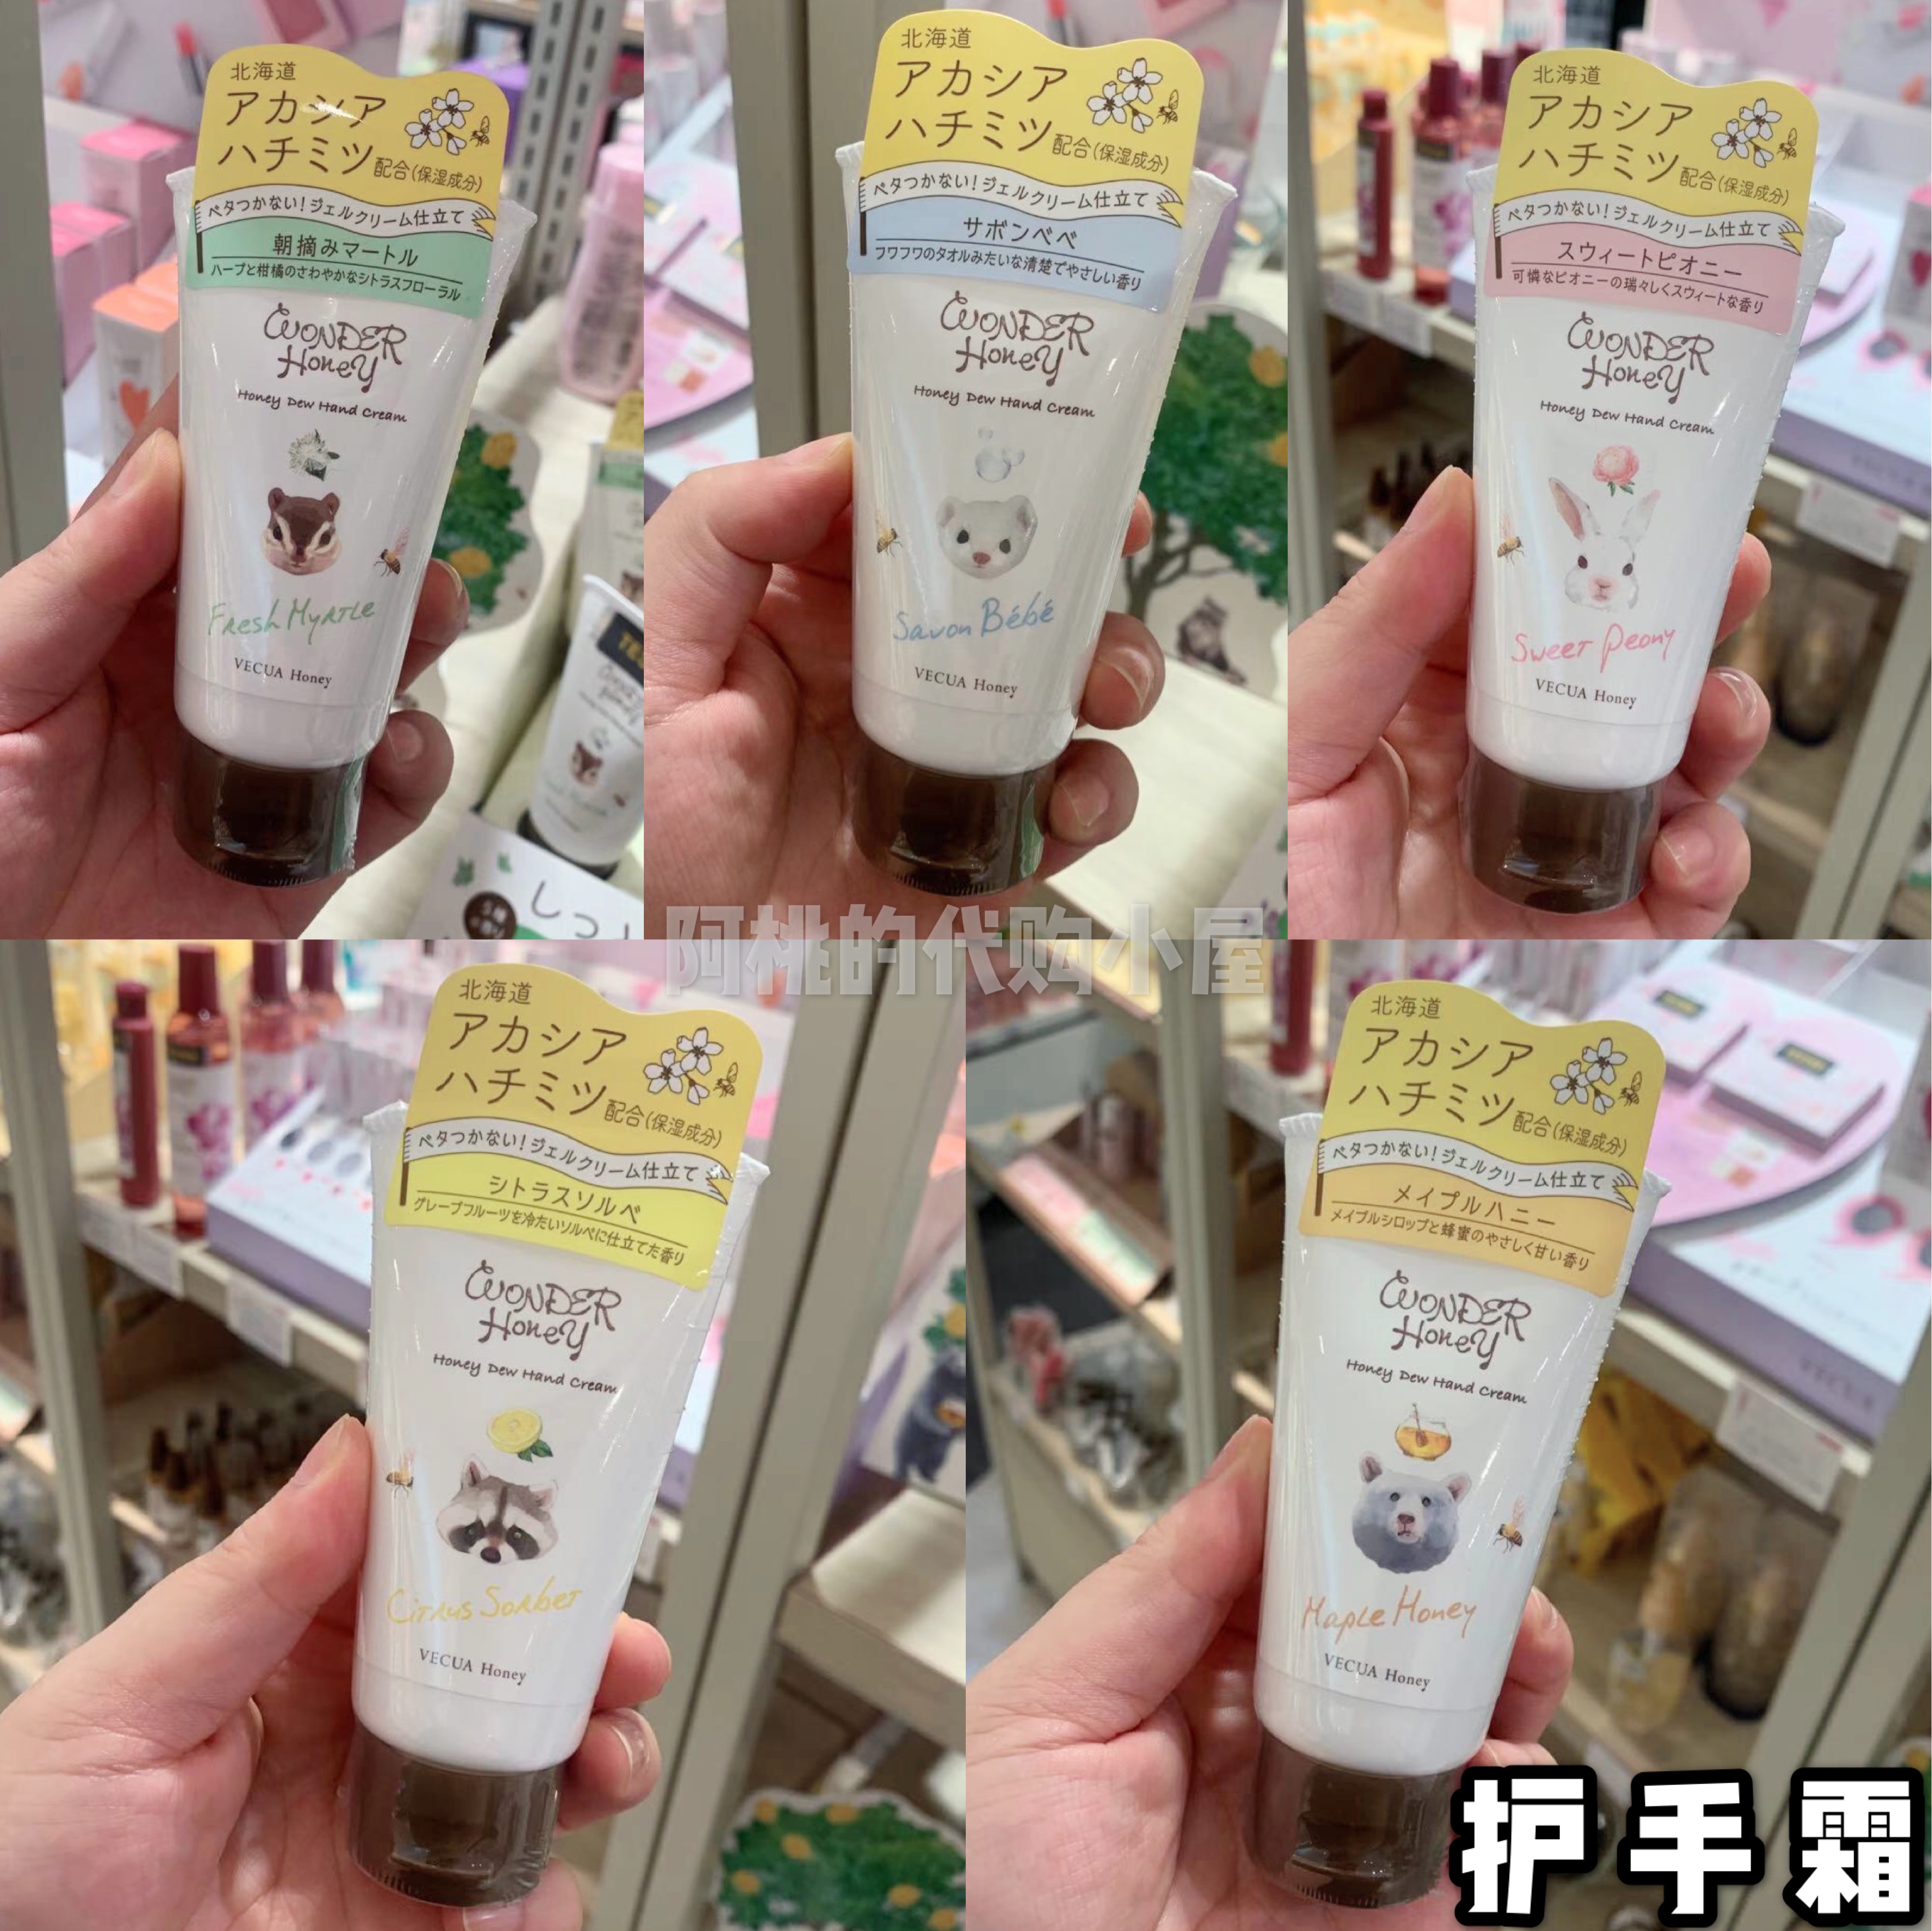 北海道
アカシア
ハチミツ配合(保湿成分)
ベタつかない!ジェルクリーム仕立て
朝摘みマートル
ハーブと柑橘のさわやかなシトラスフローラル
WONDER
Honey
Honey Dew Hand Cream
Fresh Myrtle
VECUA Honey
しっ
北海道
アカシア
ハチミツ配合(保湿成分)
ベタつかない!ジェルクリーム仕立て
サボンベベ
フワフワのタオルみたいな清楚でやさしい香り
WONDER
Honey
Honey Dew Hand Cream
Savon Bébé
VECUA Honey
北海道
アカシア
ハチミツ配合(保湿成分)
ベタつかない!ジェルクリーム仕立て
スウィートピオニー
可憐なピオニーの瑞々しくスウィートな香り
WONDER
Honey
Honey Dew Hand Cream
Sweet Peony
VECUA Honey
阿桃的代购小屋
北海道
アカシア
ハチミツ配合(保湿成分)
ベタつかない!ジェルクリーム仕立て
シトラスソルベ
グレープフルーツを冷たいソルベに仕立てた香り
WONDER
Honey
Honey Dew Hand Cream
Citrus Sorbet
VECUA Honey
北海道
アカシア
ハチミツ配合(保湿成分)
ベタつかない!ジェルクリーム仕立て
メイプルハニー
メイプルシロップと蜂蜜のやさしく甘い香り
WONDER
Honey
Honey Dew Hand Cream
Maple Honey
VECUA Honey
护手霜